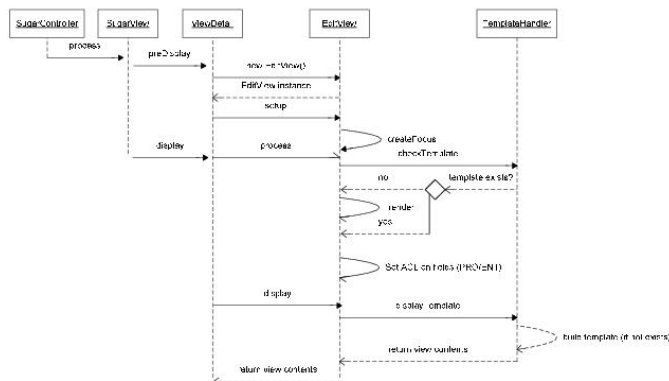 SugarController SugarView viewDetail EditView TemplateHandler
process
preDisplay
new EditView()
EditView instance
setup
createFocus
display process checkTemplate
no template exists?
render
yes
Set ACL on fields (PRO/ENT)
display
display template
build template (if not exists)
return view contents
return view contents